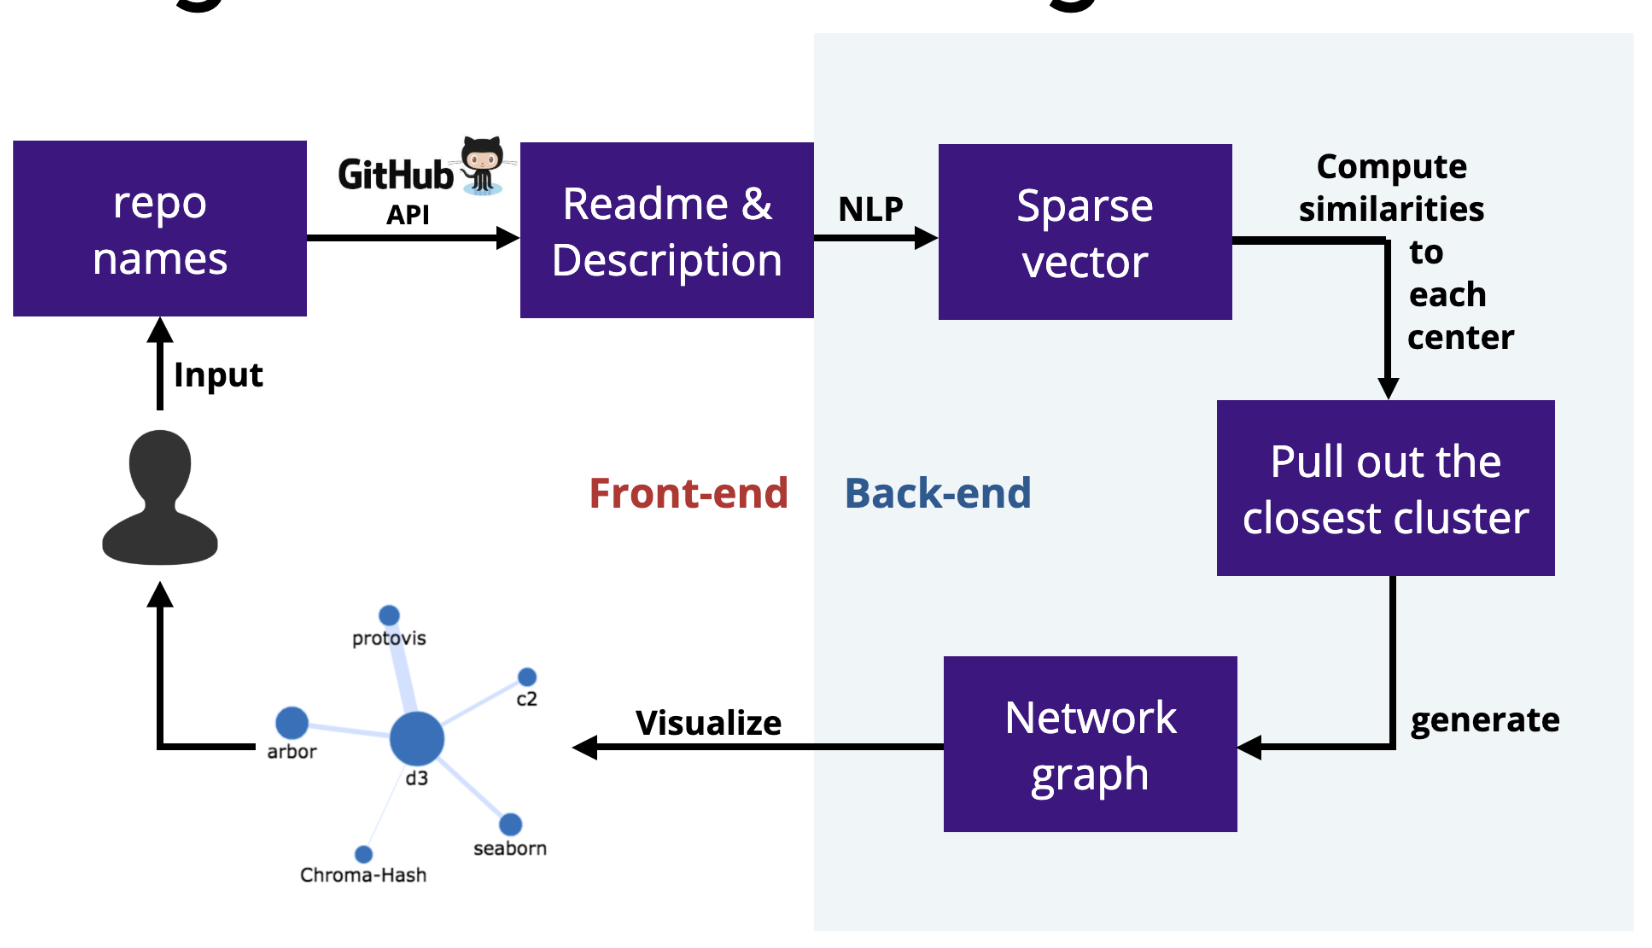 repo
names
GitHub
API
Readme &
Description
NLP
Sparse
vector
Compute
similarities
to
each
center
Input
Front-end
Back-end
Pull out the
closest cluster
protovis
c2
arbor
d3
seaborn
Chroma-Hash
Visualize
Network
graph
generate